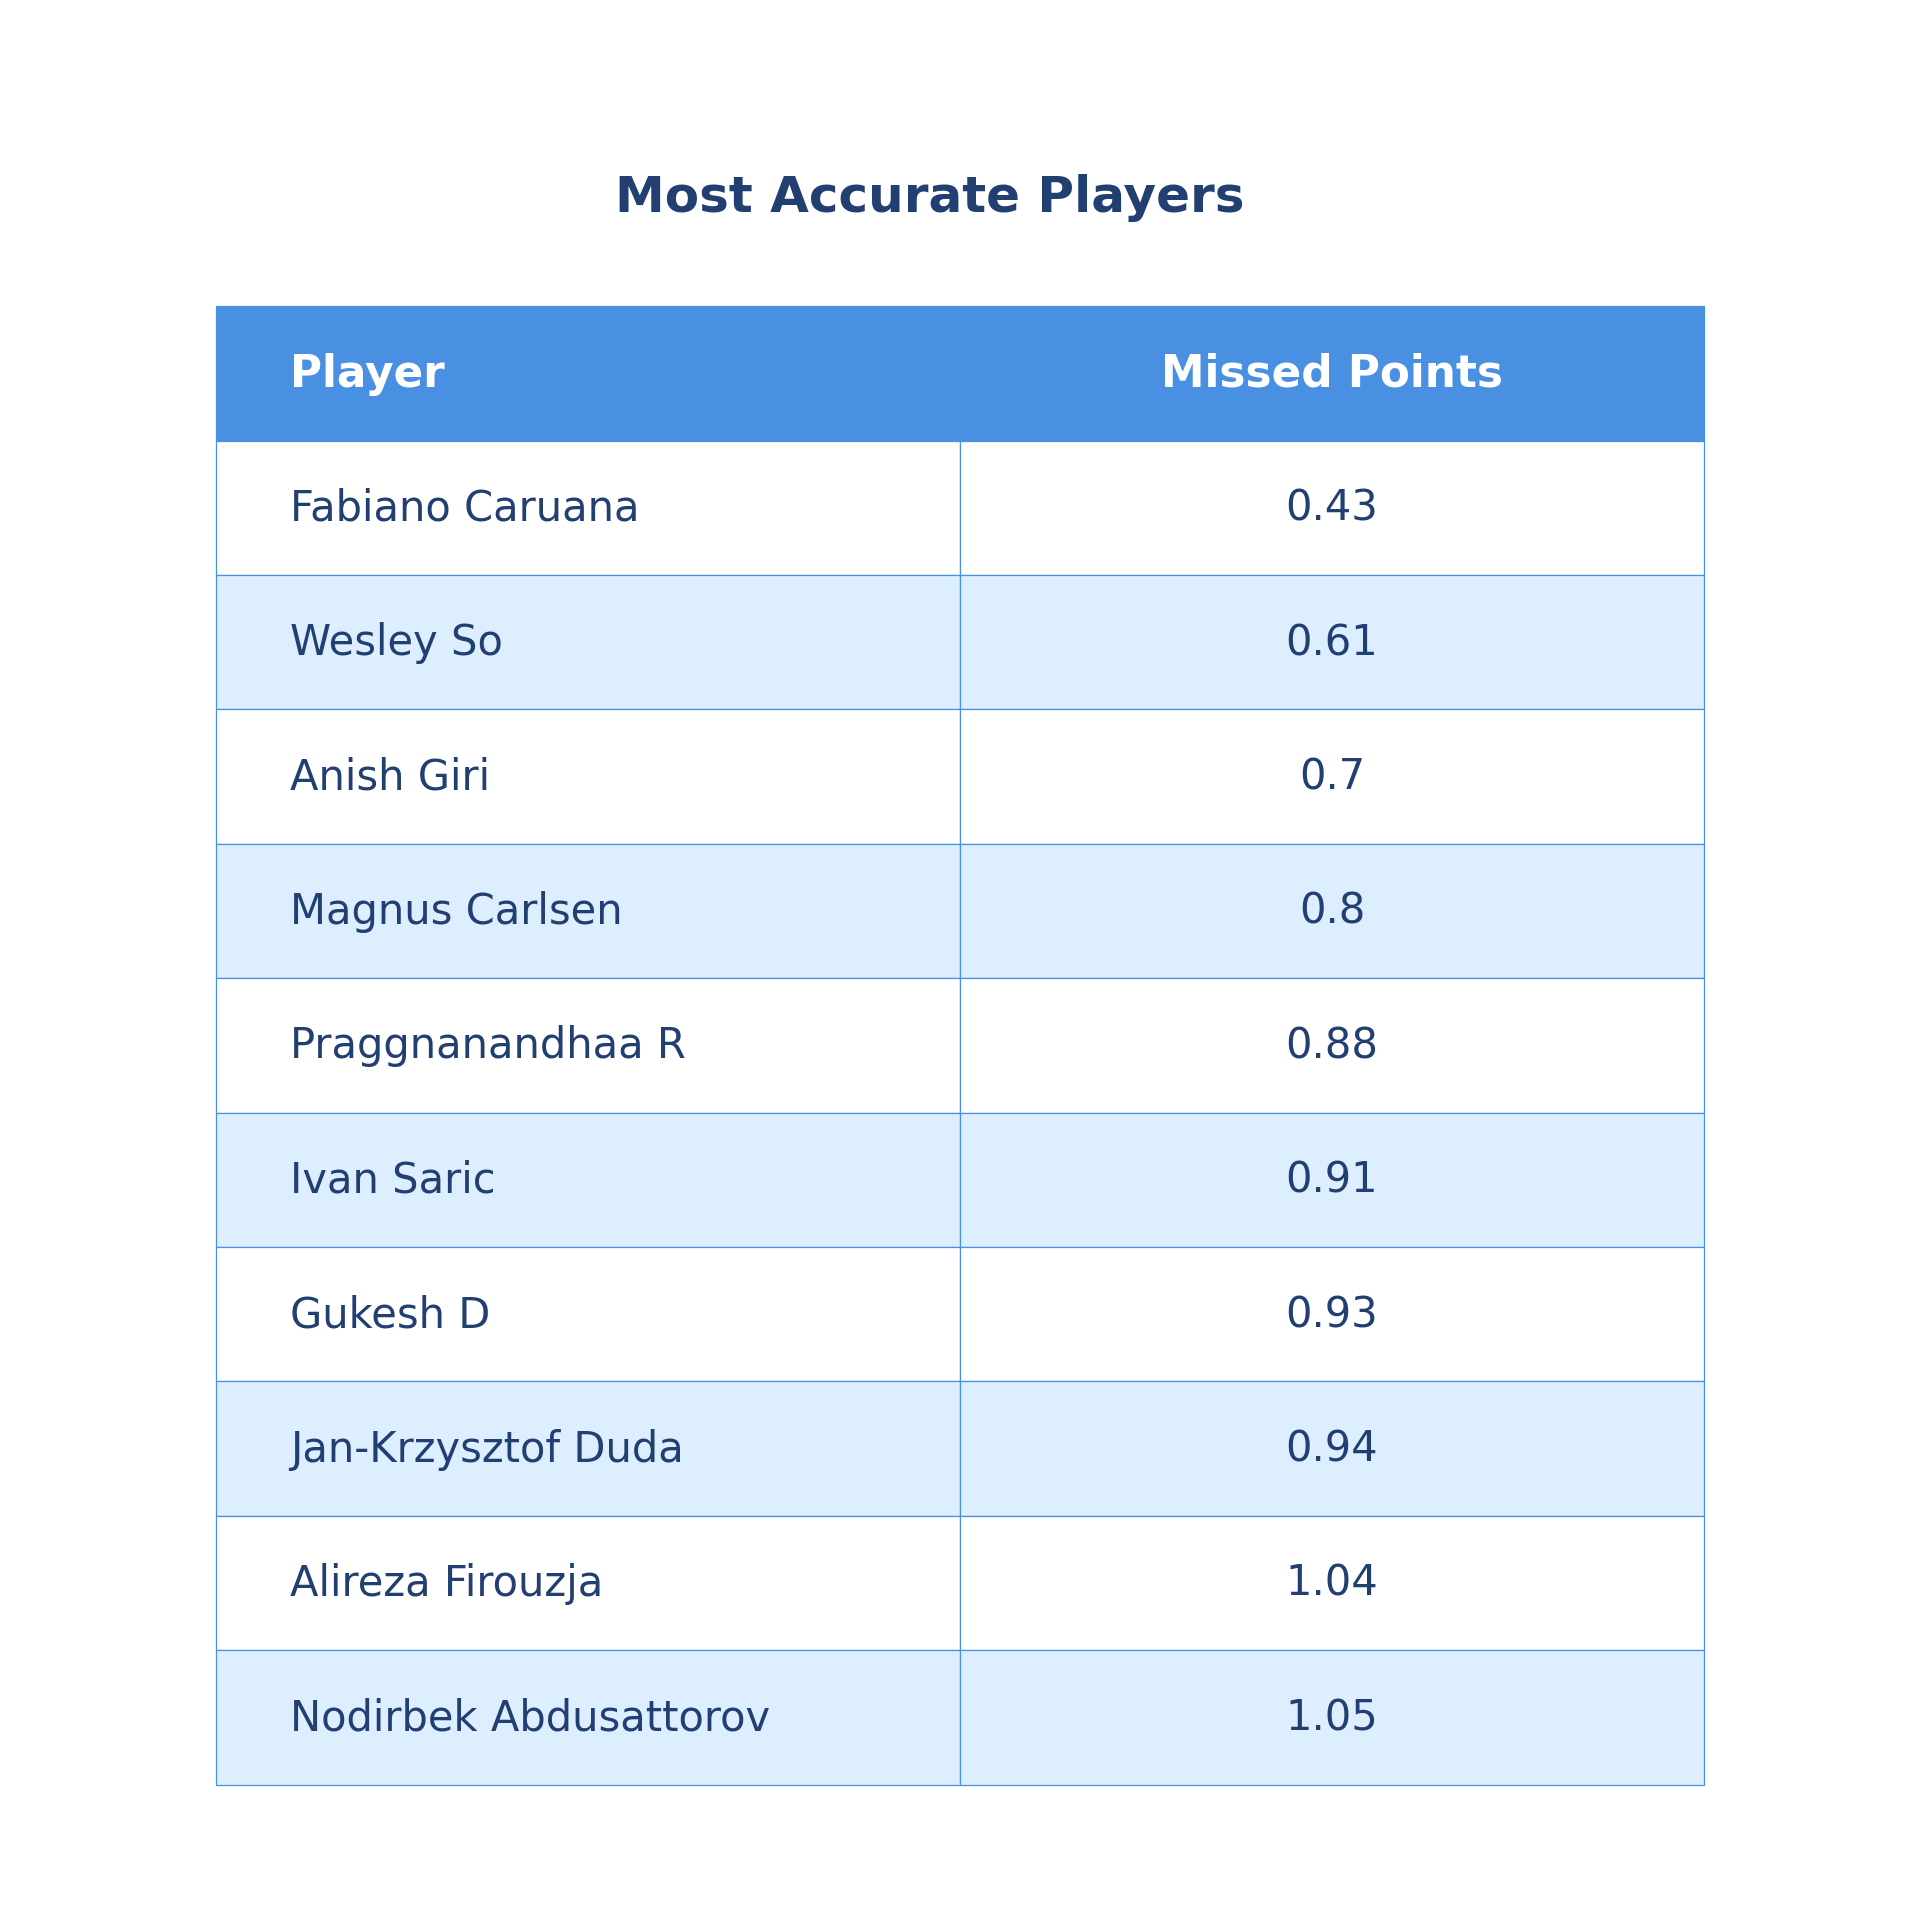 Most Accurate Players
Player Missed Points
Fabiano Caruana 0.43
Wesley So 0.61
Anish Giri 0.7
Magnus Carlsen 0.8
Praggnanandhaa R 0.88
Ivan Saric 0.91
Gukesh D 0.93
Jan-Krzysztof Duda 0.94
Alireza Firouzja 1.04
Nodirbek Abdusattorov 1.05